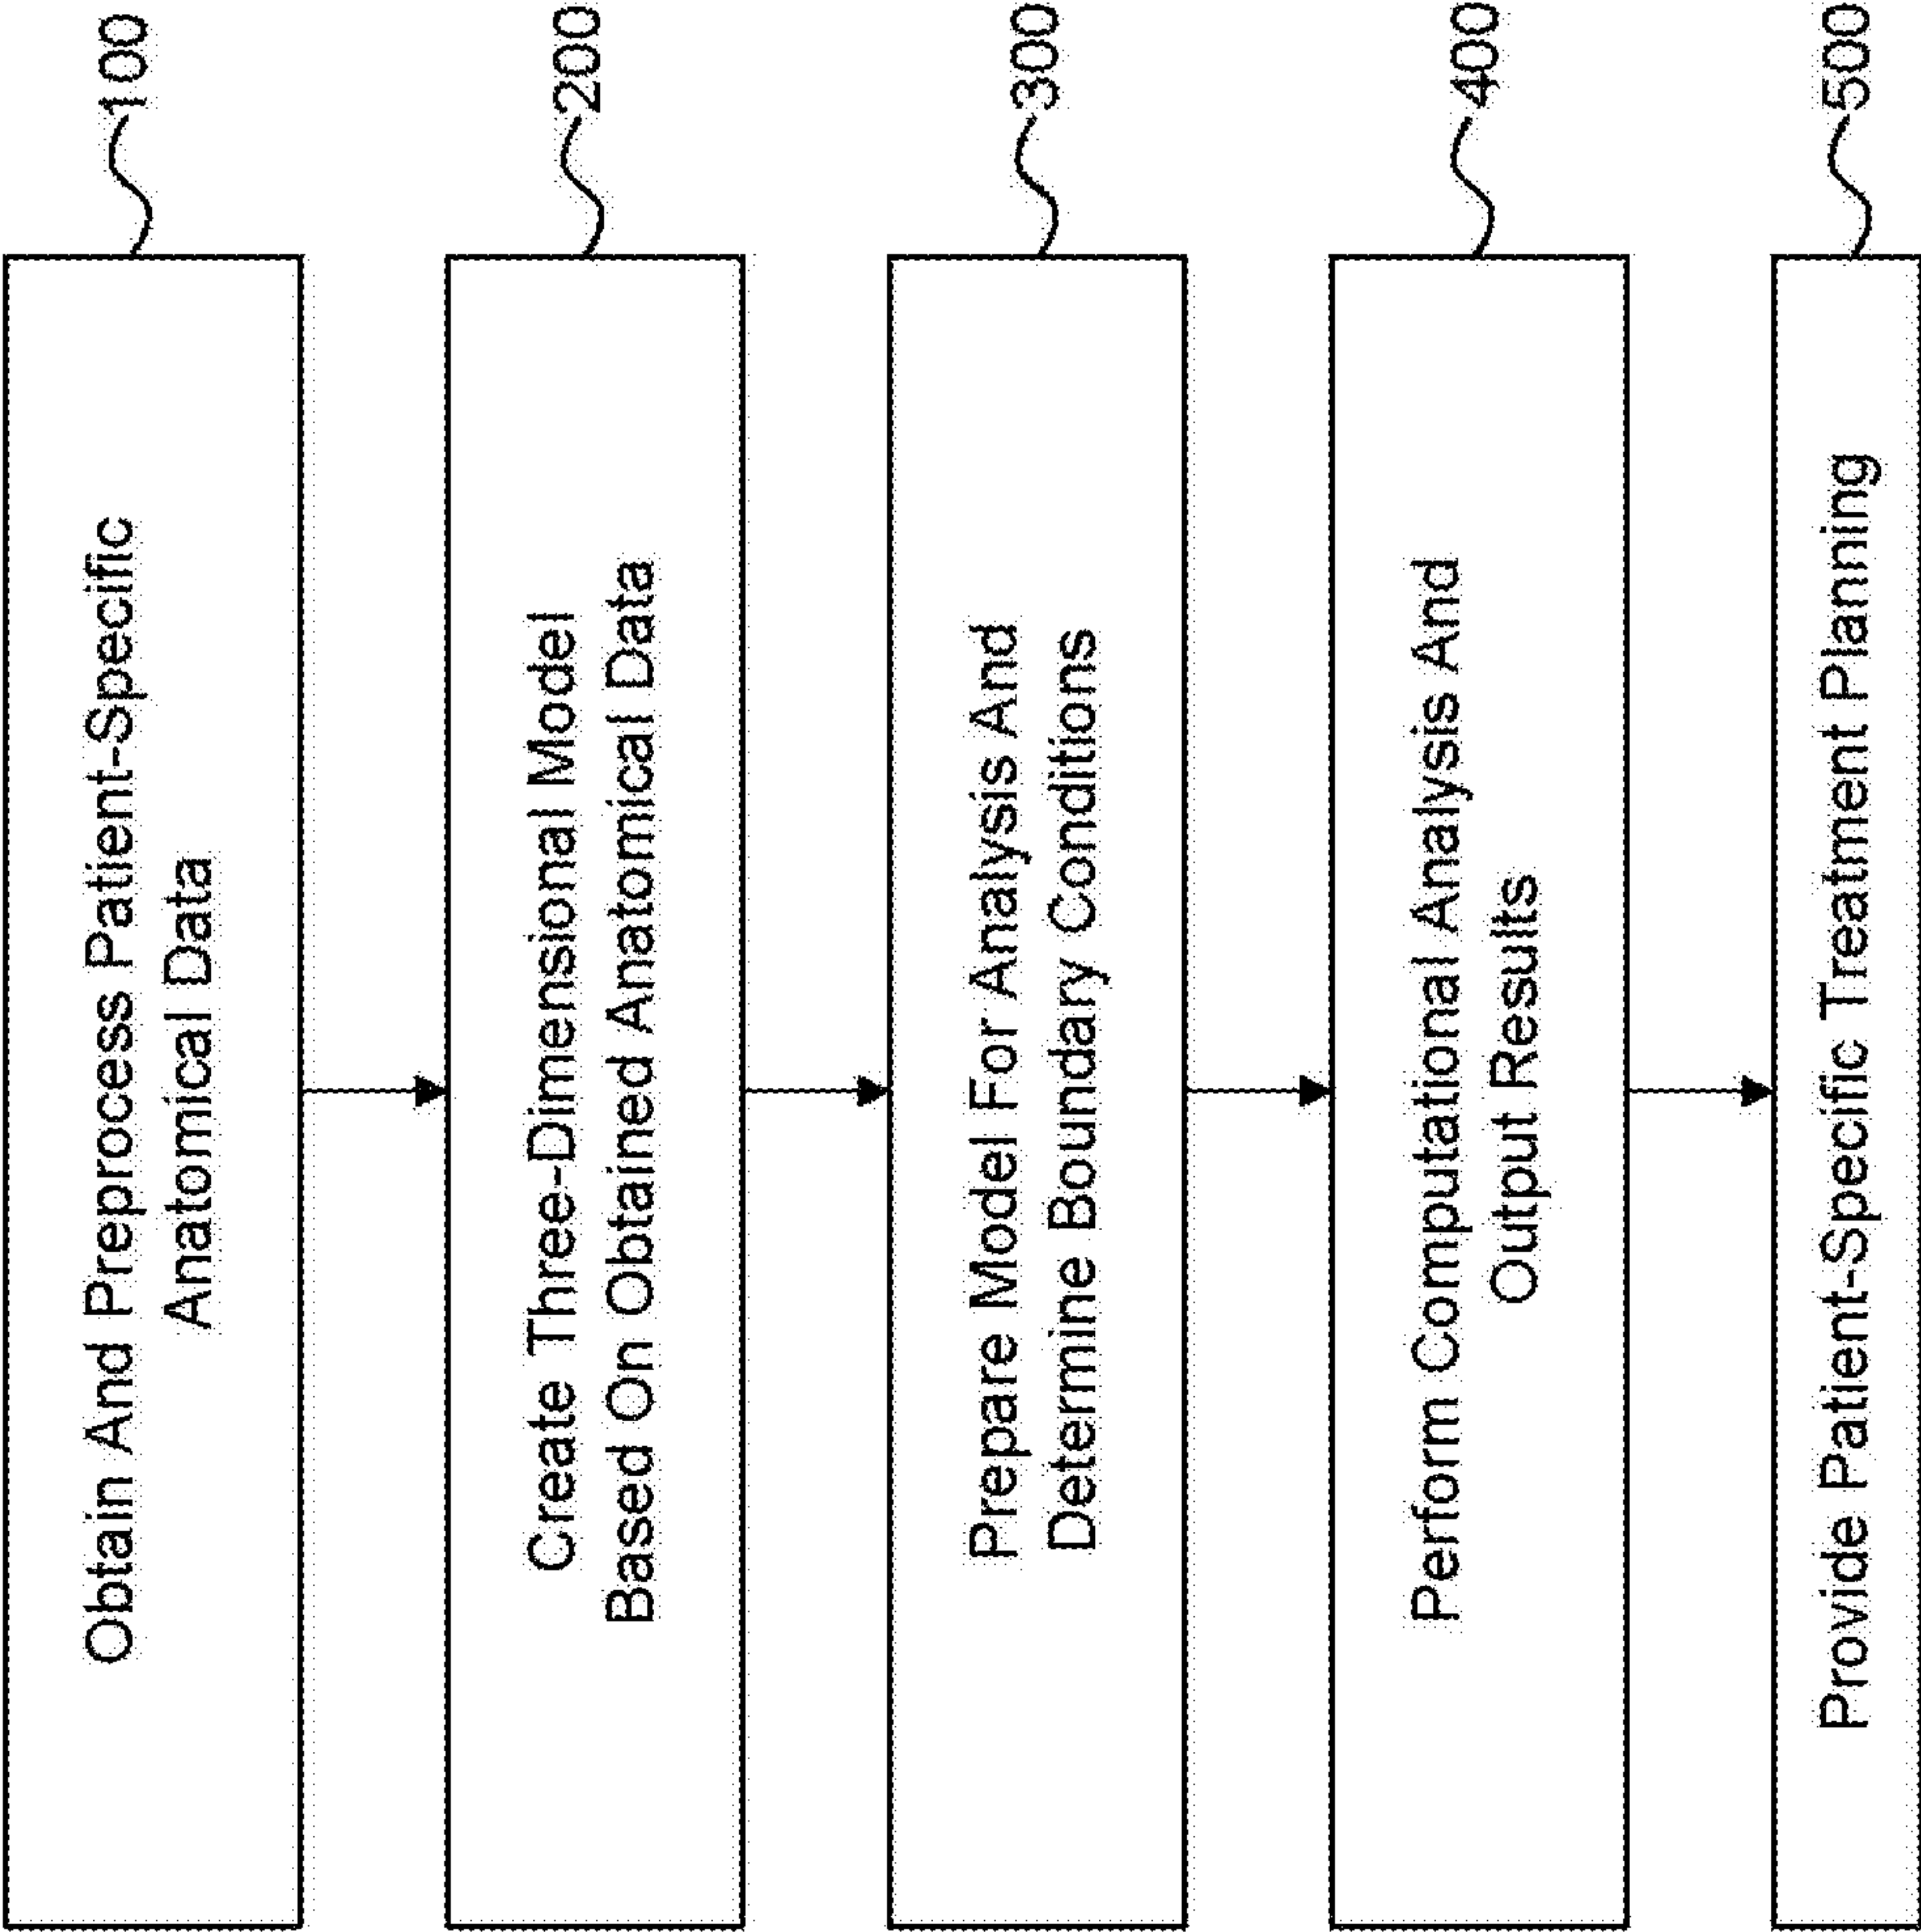 Obtain And Preprocess Patient-Specific
Anatomical Data
100
Create Three-Dimensional Model
Based On Obtained Anatomical Data
200
Prepare Model For Analysis And
Determine Boundary Conditions
300
Perform Computational Analysis And
Output Results
400
Provide Patient-Specific Treatment Planning
500